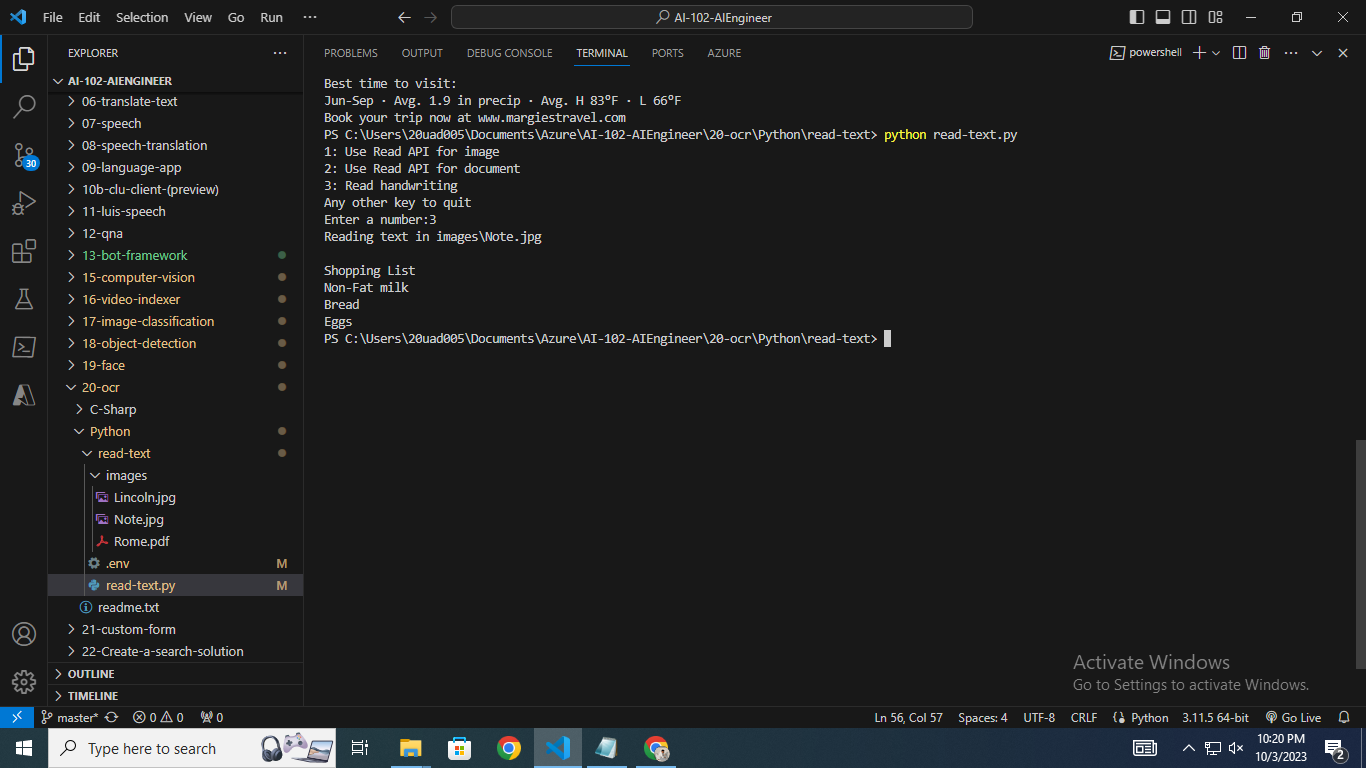 File Edit Selection View Go Run ··· AI-102-AIEngineer
EXPLORER ···
AI-102-AIENGINEER
06-translate-text
07-speech
08-speech-translation
09-language-app
10b-clu-client-(preview)
11-luis-speech
12-qna
13-bot-framework
15-computer-vision
16-video-indexer
17-image-classification
18-object-detection
19-face
20-ocr
C-Sharp
Python
read-text
images
Lincoln.jpg
Note.jpg
Rome.pdf
.env M
read-text.py M
readme.txt
21-custom-form
22-Create-a-search-solution
OUTLINE
TIMELINE
30
PROBLEMS OUTPUT DEBUG CONSOLE TERMINAL PORTS AZURE powershell
Best time to visit:
Jun-Sep · Avg. 1.9 in precip · Avg. H 83ºF · L 66ºF
Book your trip now at www.margiestravel.com
PS C:\Users\20uad005\Documents\Azure\AI-102-AIEngineer\20-ocr\Python\read-text> python read-text.py
1: Use Read API for image
2: Use Read API for document
3: Read handwriting
Any other key to quit
Enter a number:3
Reading text in images\Note.jpg
Shopping List
Non-Fat milk
Bread
Eggs
PS C:\Users\20uad005\Documents\Azure\AI-102-AIEngineer\20-ocr\Python\read-text>
Activate Windows
Go to Settings to activate Windows.
master* 0 0 0 Ln 56, Col 57 Spaces: 4 UTF-8 CRLF Python 3.11.5 64-bit Go Live
Type here to search
10:20 PM
10/3/2023
2